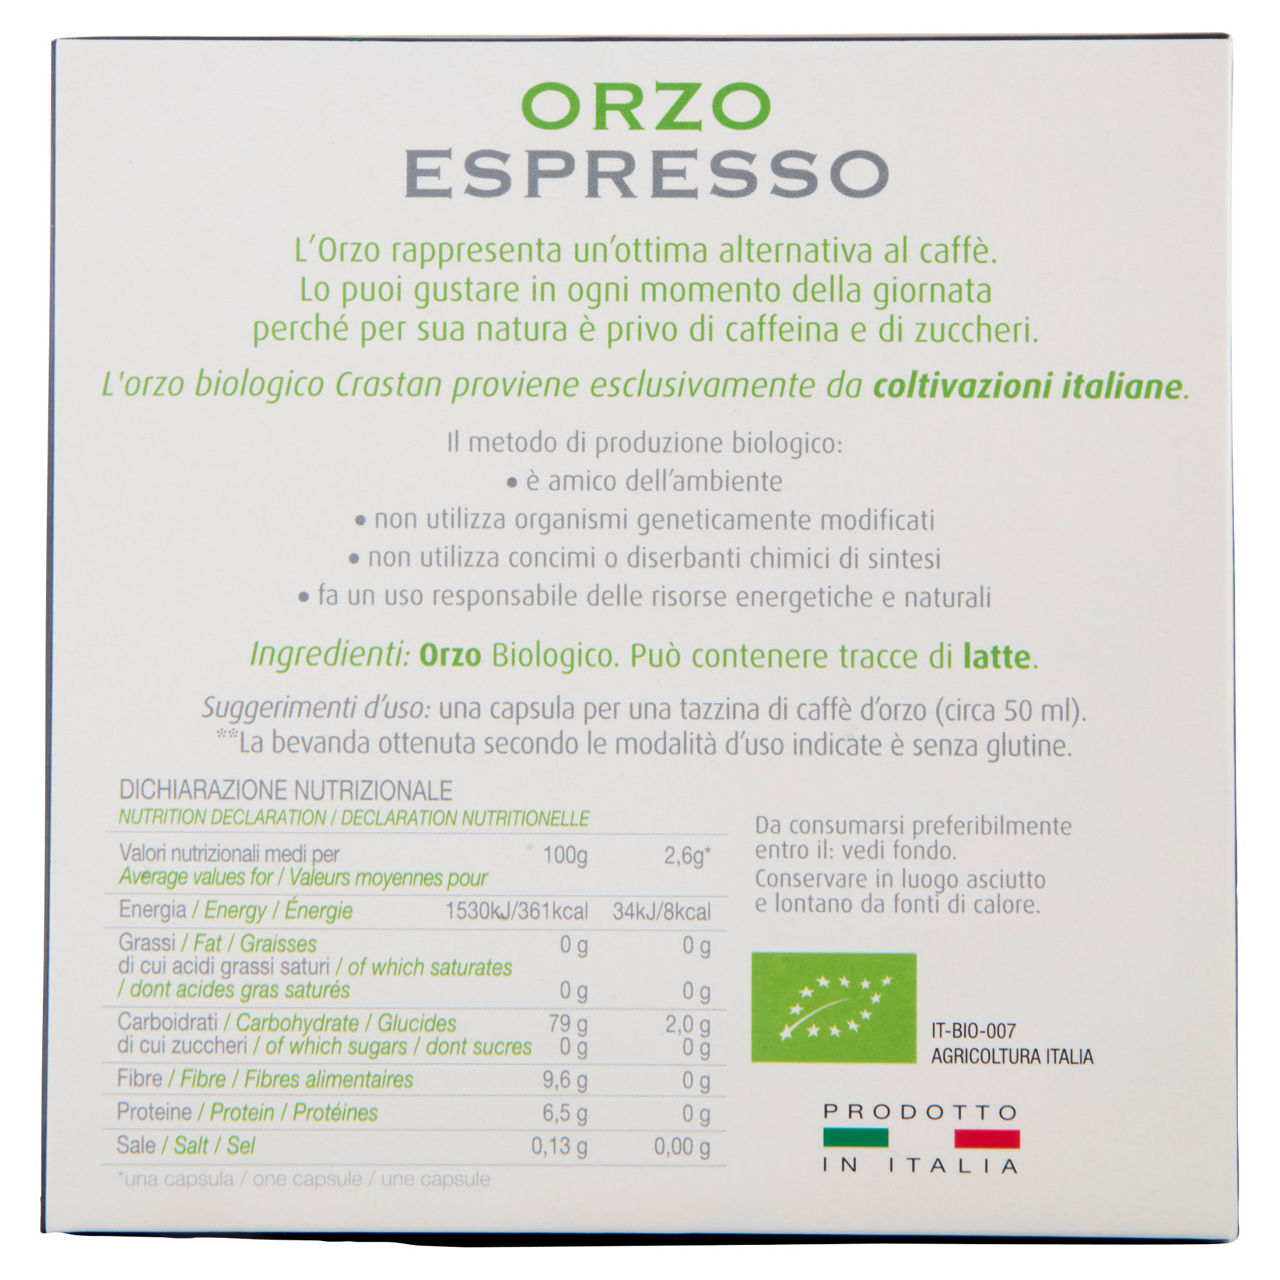 ORZO
ESPRESSO
L'Orzo rappresenta un'ottima alternativa al caffè.
Lo puoi gustare in ogni momento della giornata
perché per sua natura è privo di caffeina e di zuccheri.
L'orzo biologico Crastan proviene esclusivamente da coltivazioni italiane.
Il metodo di produzione biologico:
• è amico dell'ambiente
• non utilizza organismi geneticamente modificati
• non utilizza concimi o diserbanti chimici di sintesi
• fa un uso responsabile delle risorse energetiche e naturali
Ingredienti: Orzo Biologico. Può contenere tracce di latte.
Suggerimenti d'uso: una capsula per una tazzina di caffè d'orzo (circa 50 ml).
**La bevanda ottenuta secondo le modalità d'uso indicate è senza glutine.
DICHIARAZIONE NUTRIZIONALE
NUTRITION DECLARATION / DECLARATION NUTRITIONELLE
Valori nutrizionali medi per 100g 2,6g*
Average values for / Valeurs moyennes pour
Energia / Energy / Énergie 1530kJ/361kcal 34kJ/8kcal
Grassi / Fat / Graisses 0 g 0 g
di cui acidi grassi saturi / of which saturates
/ dont acides gras saturés 0 g 0 g
Carboidrati / Carbohydrate / Glucides 79 g 2,0 g
di cui zuccheri / of which sugars / dont sucres 0 g 0 g
Fibre / Fibre / Fibres alimentaires 9,6 g 0 g
Proteine / Protein / Protéines 6,5 g 0 g
Sale / Salt / Sel 0,13 g 0,00 g
*una capsula / one capsule / une capsule
Da consumarsi preferibilmente
entro il: vedi fondo.
Conservare in luogo asciutto
e lontano da fonti di calore.
IT-BIO-007
AGRICOLTURA ITALIA
PRODOTTO
IN ITALIA